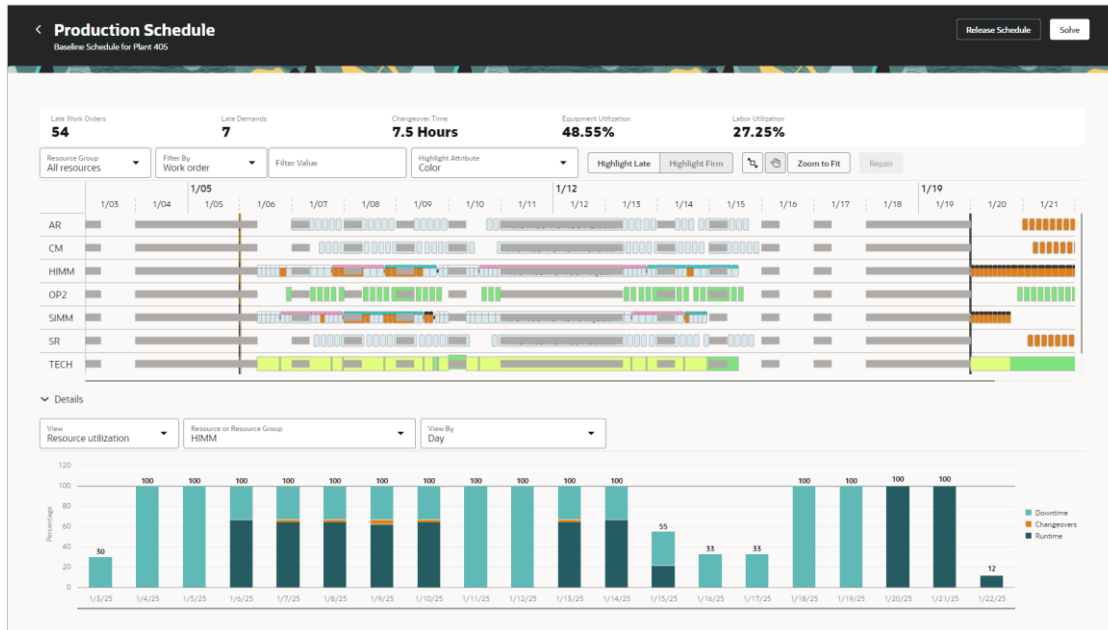 Production Schedule
Baseline Schedule for Plant 405
Release Schedule
Solve
Late Work Orders
54
Late Demands
7
Changeover Time
7.5 Hours
Equipment Utilization
48.55%
Labor Utilization
27.25%
Resource Group
All resources
Filter By
Work order
Filter Value
Highlight Attribute
Color
Highlight Late
Highlight Firm
Zoom to Fit
Repair
1/05 1/12 1/19
1/03 1/04 1/05 1/06 1/07 1/08 1/09 1/10 1/11 1/12 1/13 1/14 1/15 1/16 1/17 1/18 1/19 1/20 1/21
AR
CM
HIMM
OP2
SIMM
SR
TECH
Details
View
Resource utilization
Resource or Resource Group
HIMM
View By
Day
Percentage
120
100
80
60
40
20
0
30 100 100 100 100 100 100 100 100 100 100 100 55 33 33 100 100 100 100 12
Downtime
Changeovers
Runtime
1/3/25 1/4/25 1/5/25 1/6/25 1/7/25 1/8/25 1/9/25 1/10/25 1/11/25 1/12/25 1/13/25 1/14/25 1/15/25 1/16/25 1/17/25 1/18/25 1/19/25 1/20/25 1/21/25 1/22/25